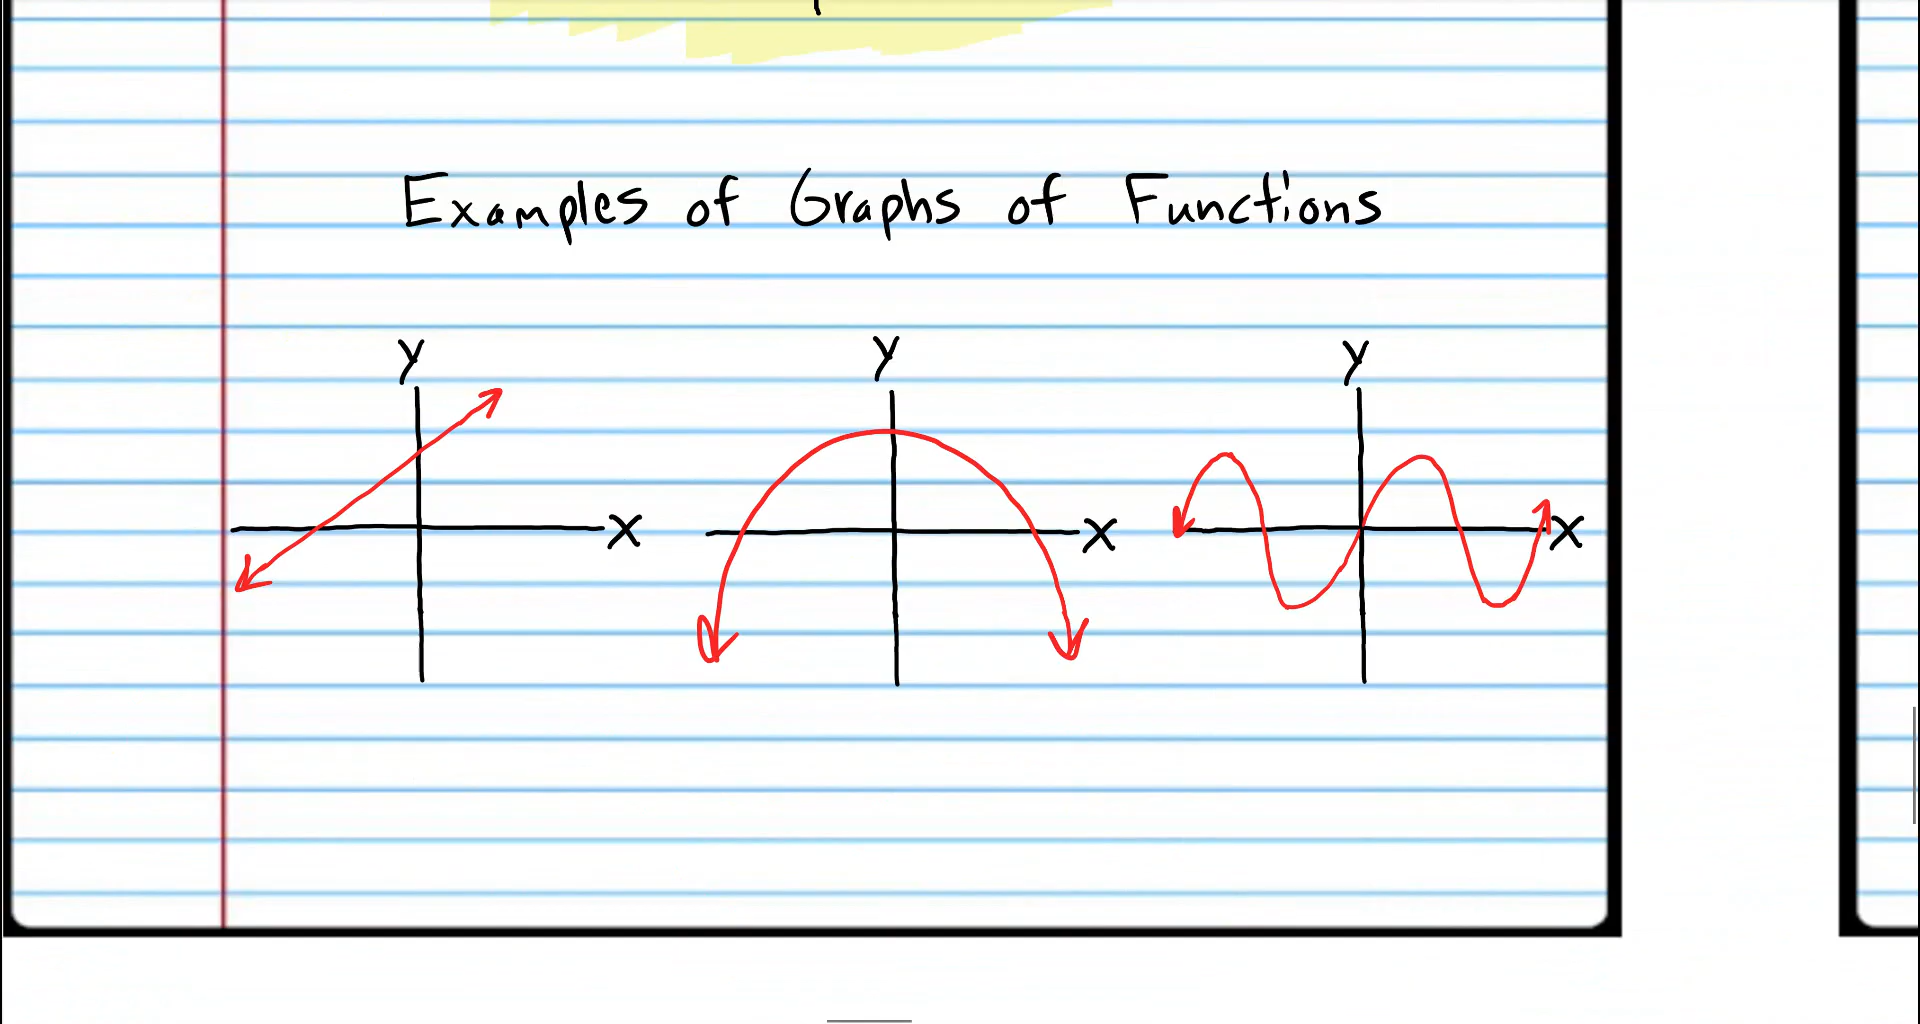 Examples of Graphs of Functions
y y y
x x x